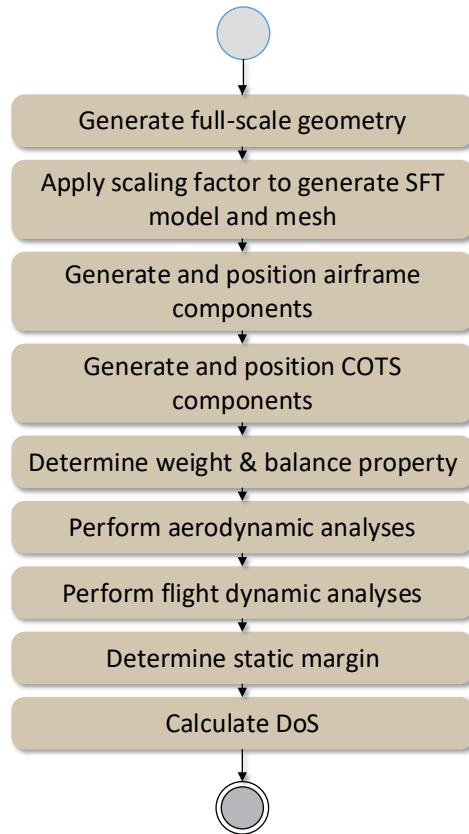 Generate full-scale geometry
Apply scaling factor to generate SFT
model and mesh
Generate and position airframe
components
Generate and position COTS
components
Determine weight & balance property
Perform aerodynamic analyses
Perform flight dynamic analyses
Determine static margin
Calculate DoS